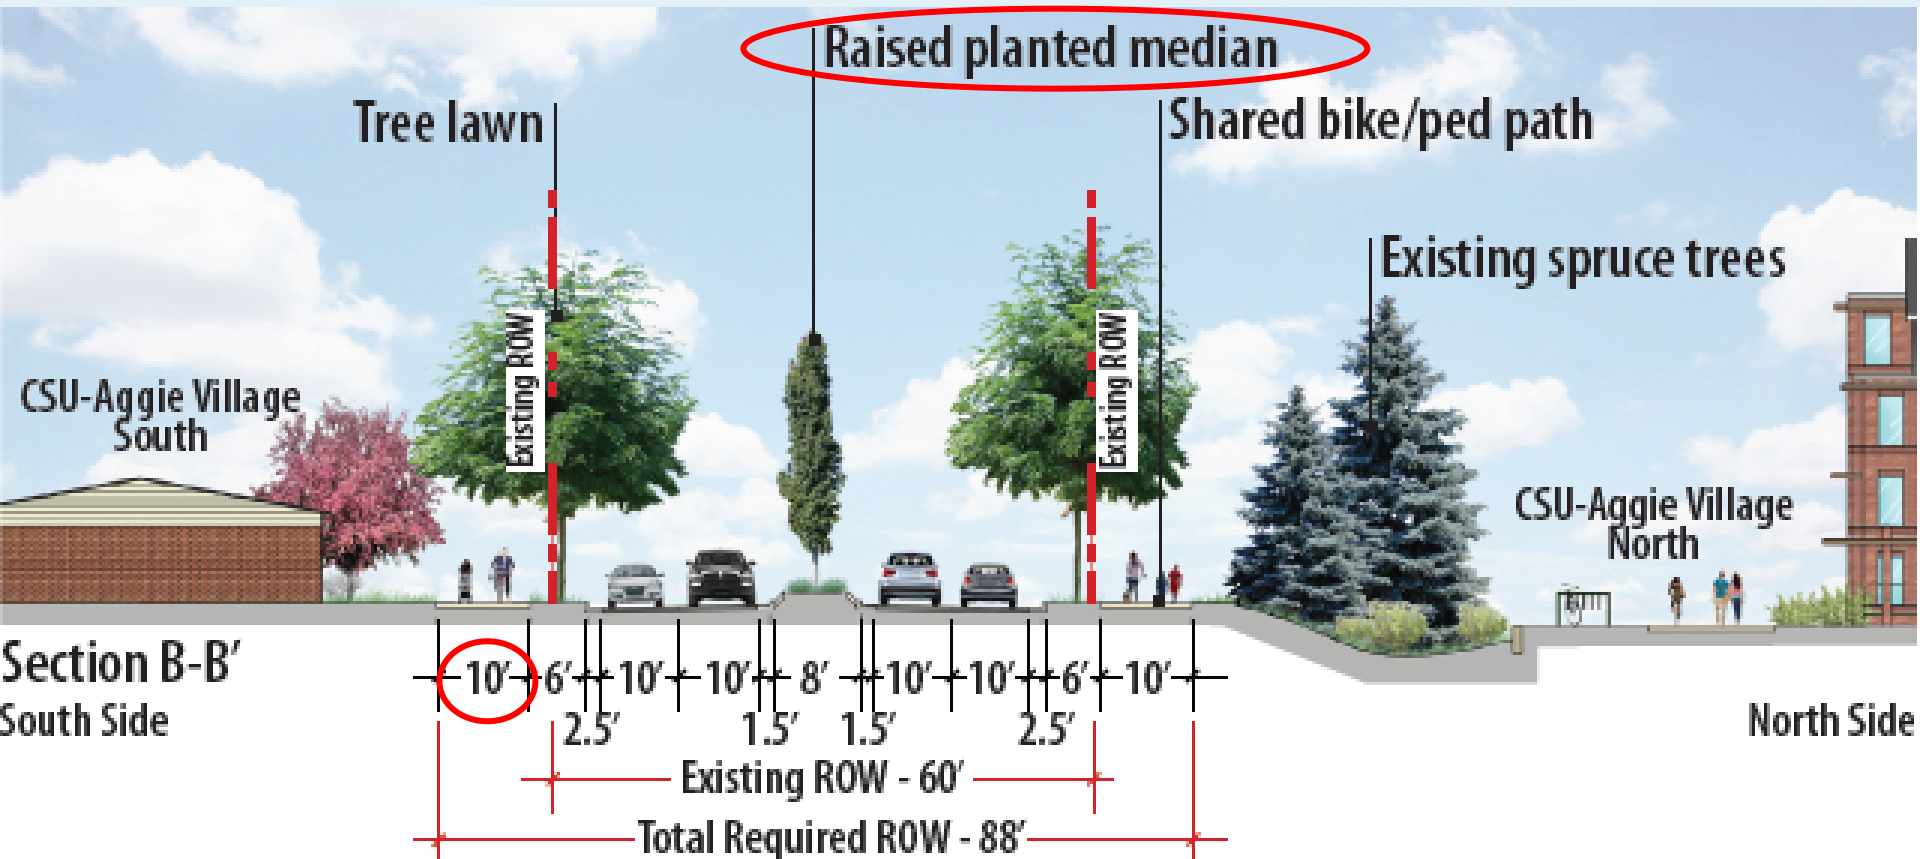 Raised planted median
Tree lawn
Shared bike/ped path
Existing spruce trees
Existing ROW
Existing ROW
CSU-Aggie Village
South
CSU-Aggie Village
North
Section B-B'
South Side
North Side
10' 6' 10' 10' 8' 10' 10' 6' 10'
2.5' 1.5' 1.5' 2.5'
Existing ROW - 60'
Total Required ROW - 88'